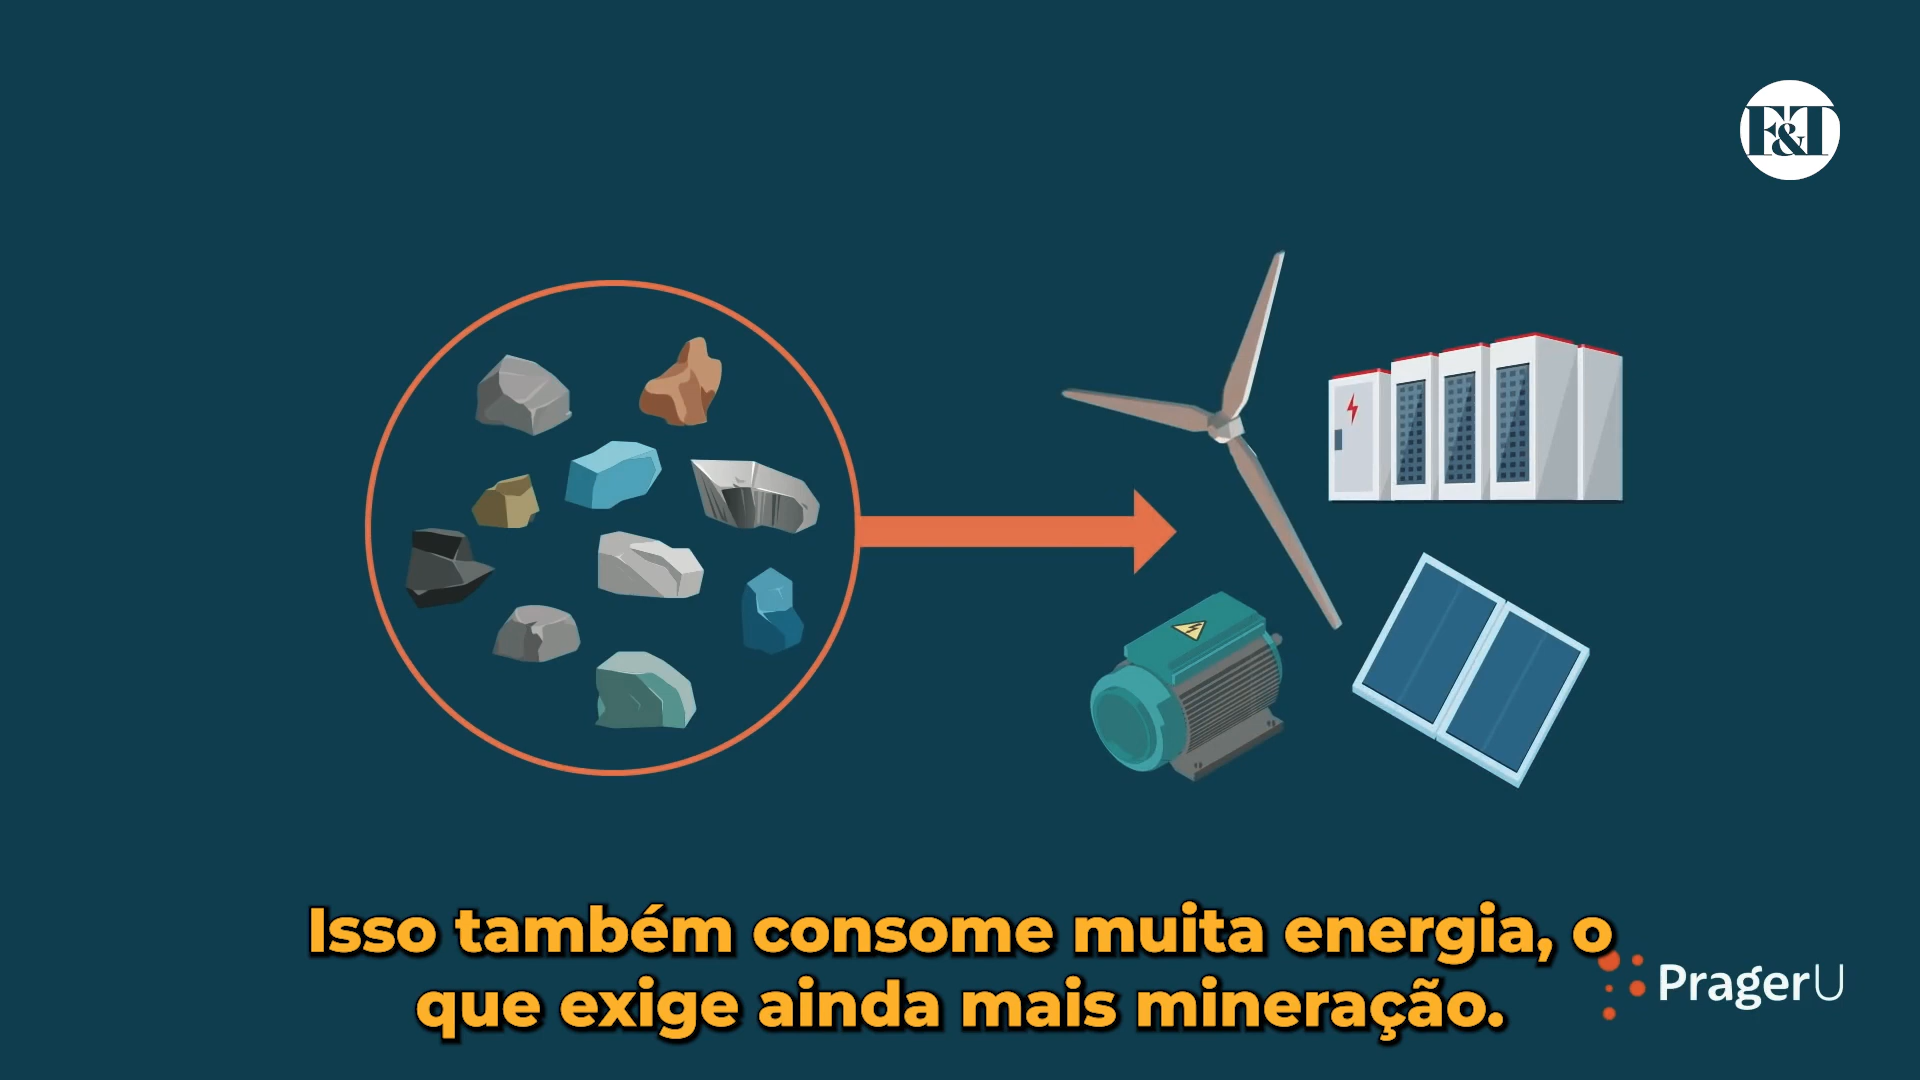 F&T
Isso também consome muita energia, o
que exige ainda mais mineração.
PragerU